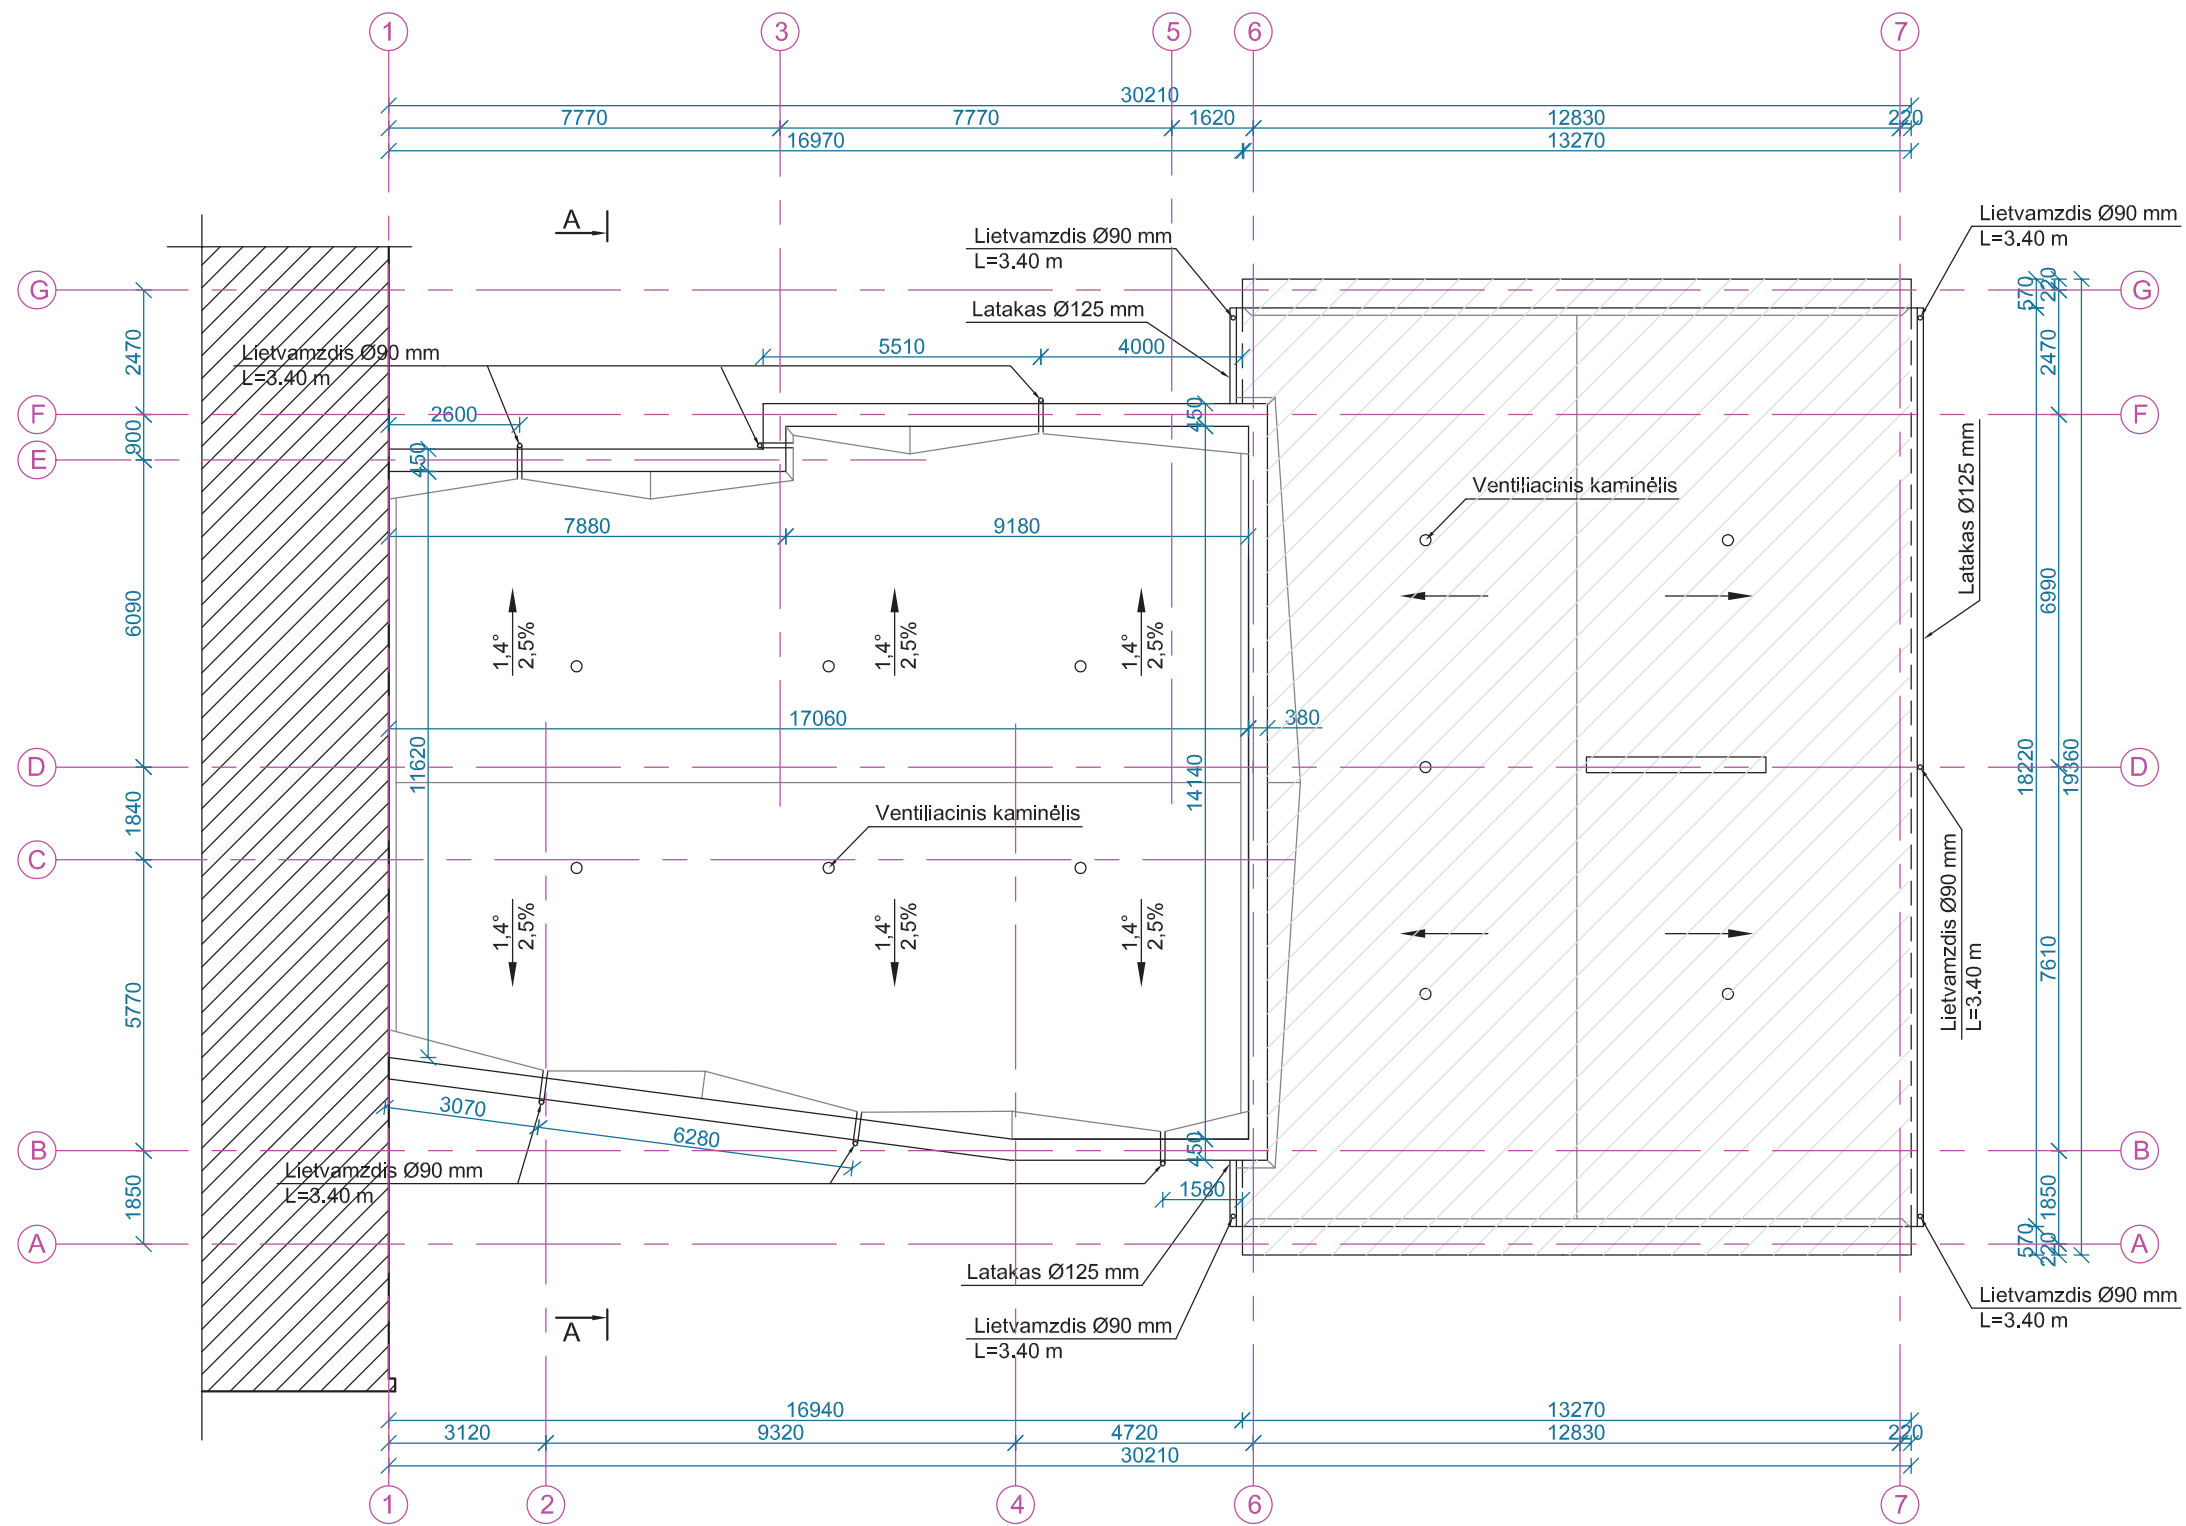 1
3
5
6
7
30210
7770
7770
1620
12830
220
16970
13270
A
Lietvamzdis Ø90 mm
L=3.40 m
Lietvamzdis Ø90 mm
L=3.40 m
G
G
2470
570
220
Latakas Ø125 mm
Lietvamzdis Ø90 mm
L=3.40 m
5510
4000
2470
2600
F
F
450
900
450
E
Latakas Ø125 mm
Ventiliacinis kaminėlis
7880
9180
6090
6990
1,4°
2,5%
1,4°
2,5%
1,4°
2,5%
17060
380
11620
14140
18220
19360
D
D
1840
Ventiliacinis kaminėlis
C
Lietvamzdis Ø90 mm
L=3.40 m
1,4°
2,5%
1,4°
2,5%
1,4°
2,5%
5770
7610
3070
6280
B
B
450
Lietvamzdis Ø90 mm
L=3.40 m
1580
1850
1850
A
A
570
220
Latakas Ø125 mm
Lietvamzdis Ø90 mm
L=3.40 m
A
Lietvamzdis Ø90 mm
L=3.40 m
16940
13270
3120
9320
4720
12830
220
30210
1
2
4
6
7